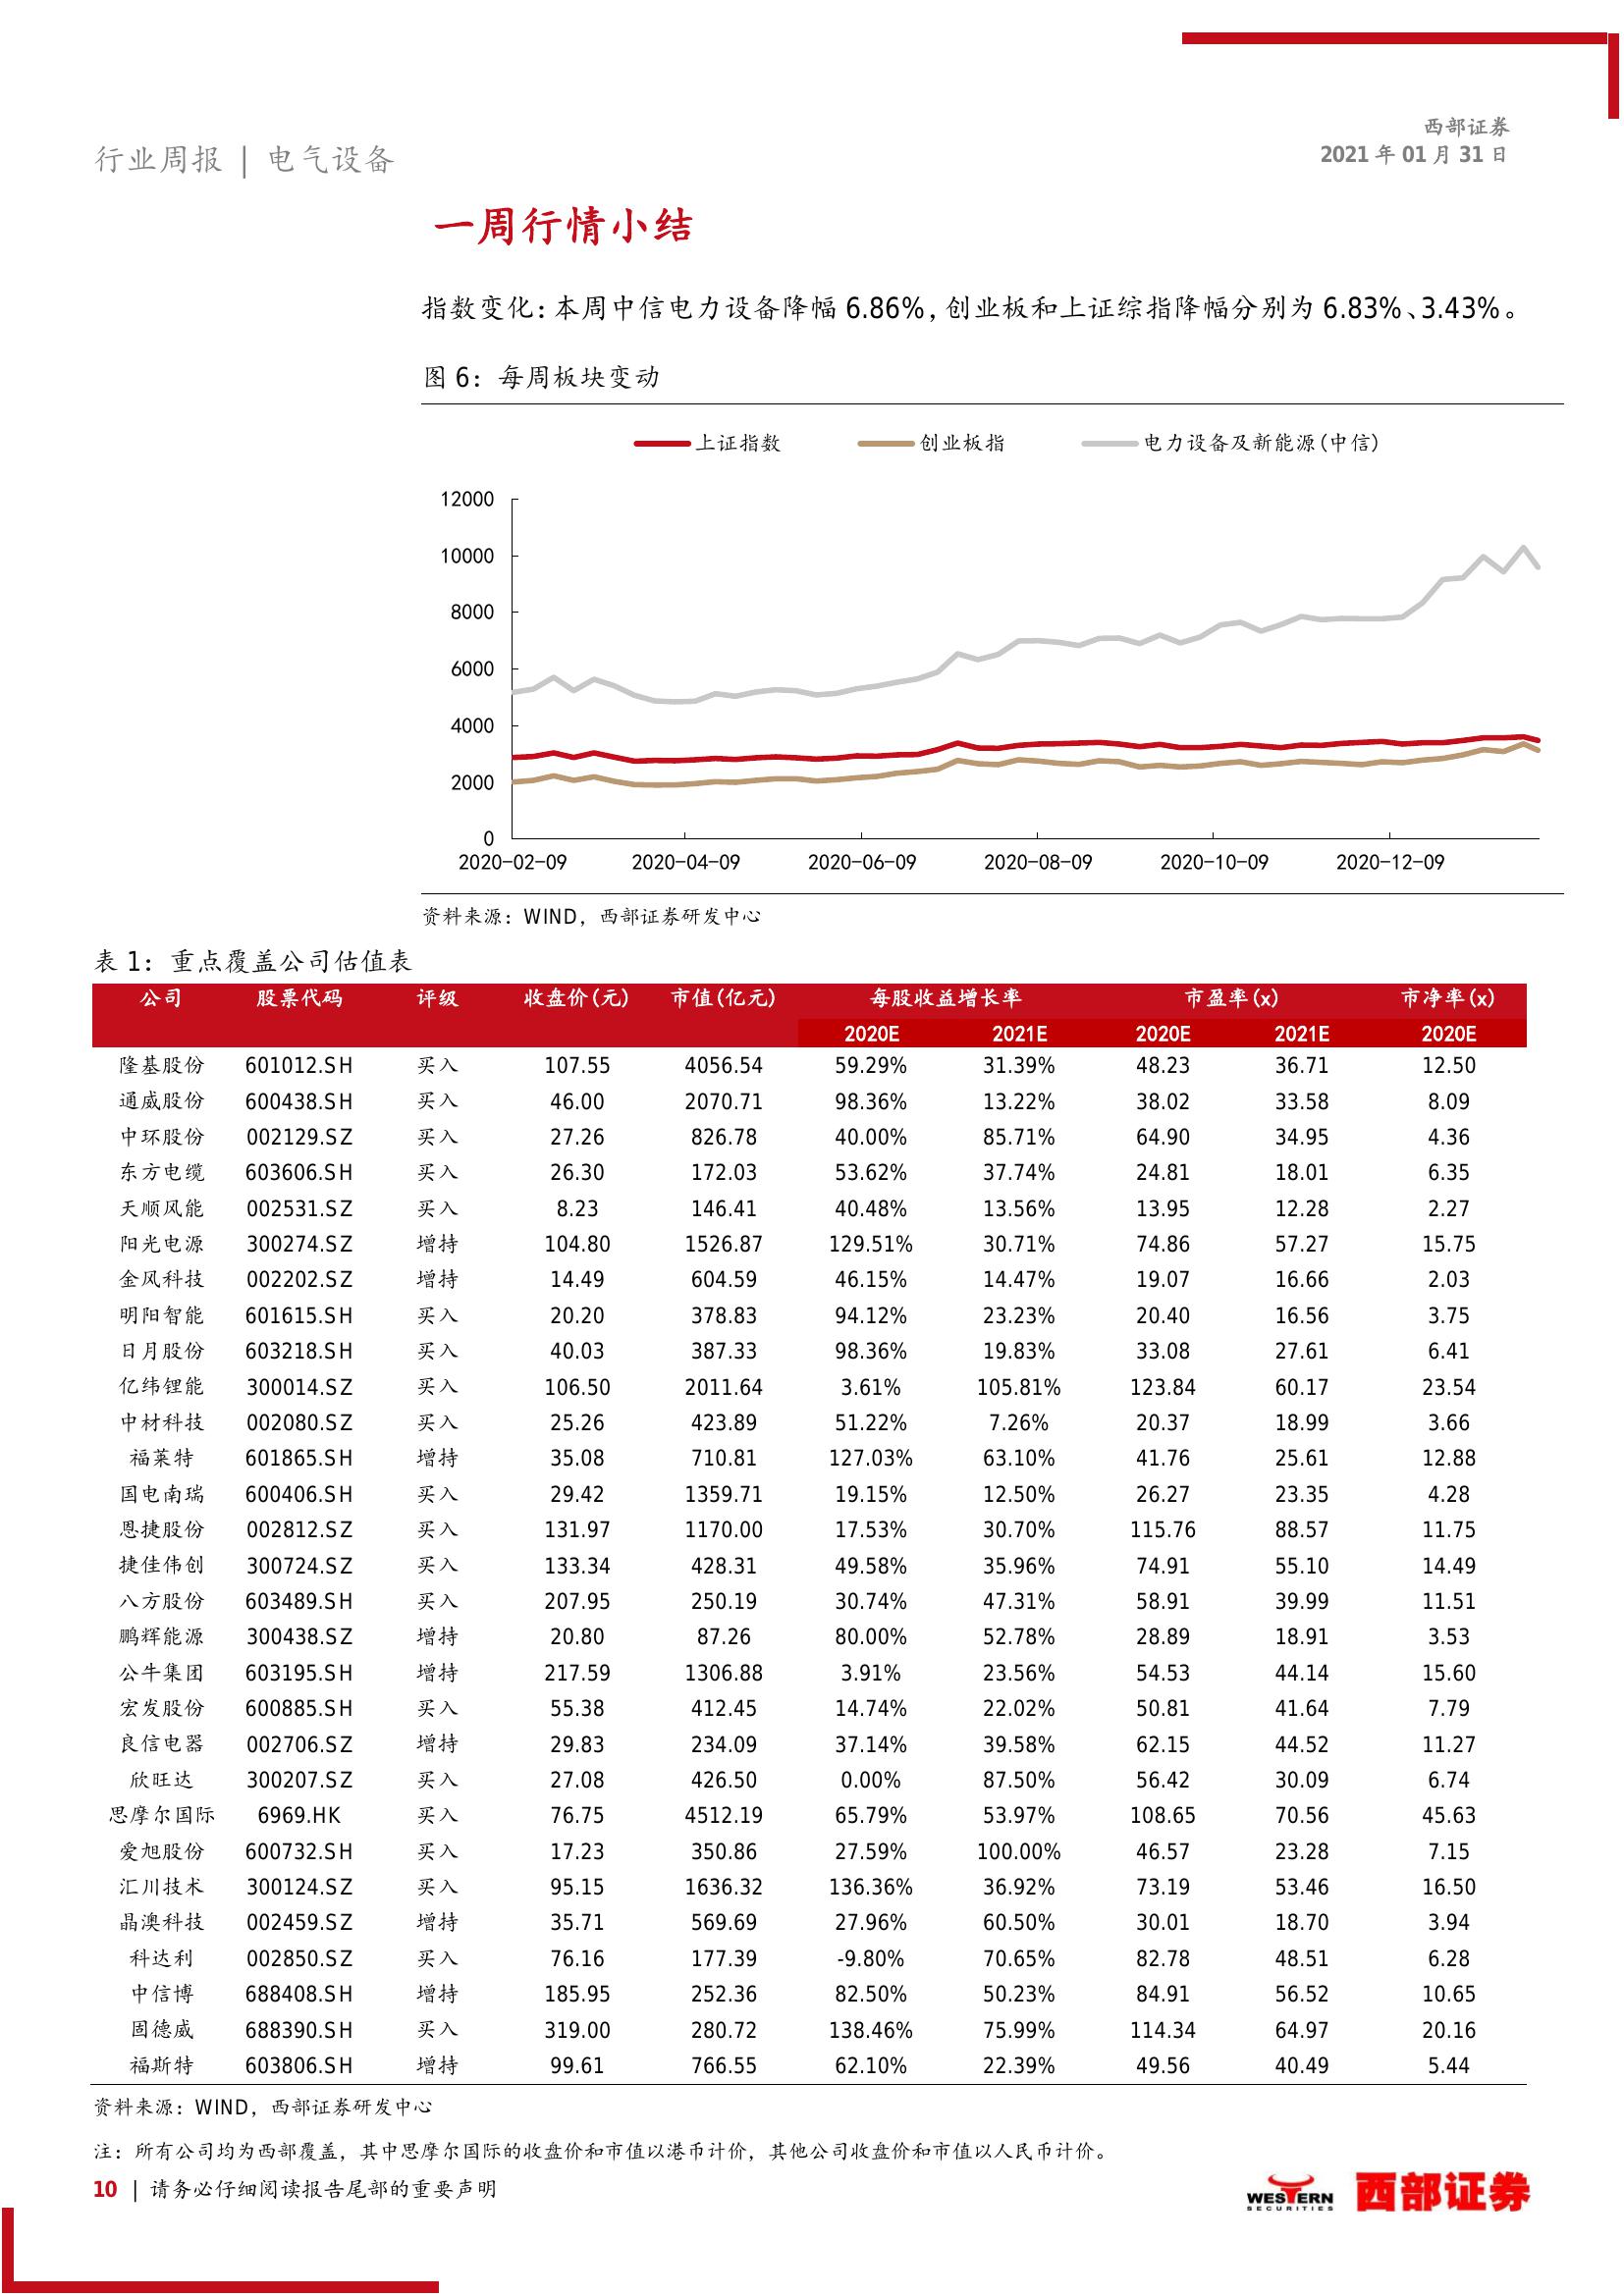 西部证券
2021 年 01 月 31 日
行业周报 | 电气设备
一周行情小结
指数变化：本周中信电力设备降幅 6.86%，创业板和上证综指降幅分别为 6.83%、3.43%。
图 6：每周板块变动
上证指数 创业板指 电力设备及新能源(中信)
12000
10000
8000
6000
4000
2000
0
2020-02-09 2020-04-09 2020-06-09 2020-08-09 2020-10-09 2020-12-09
资料来源：WIND，西部证券研发中心
表 1：重点覆盖公司估值表
公司 股票代码 评级 收盘价(元) 市值(亿元) 每股收益增长率 市盈率(x) 市净率(x)
2020E 2021E 2020E 2021E 2020E
隆基股份 601012.SH 买入 107.55 4056.54 59.29% 31.39% 48.23 36.71 12.50
通威股份 600438.SH 买入 46.00 2070.71 98.36% 13.22% 38.02 33.58 8.09
中环股份 002129.SZ 买入 27.26 826.78 40.00% 85.71% 64.90 34.95 4.36
东方电缆 603606.SH 买入 26.30 172.03 53.62% 37.74% 24.81 18.01 6.35
天顺风能 002531.SZ 买入 8.23 146.41 40.48% 13.56% 13.95 12.28 2.27
阳光电源 300274.SZ 增持 104.80 1526.87 129.51% 30.71% 74.86 57.27 15.75
金风科技 002202.SZ 增持 14.49 604.59 46.15% 14.47% 19.07 16.66 2.03
明阳智能 601615.SH 买入 20.20 378.83 94.12% 23.23% 20.40 16.56 3.75
日月股份 603218.SH 买入 40.03 387.33 98.36% 19.83% 33.08 27.61 6.41
亿纬锂能 300014.SZ 买入 106.50 2011.64 3.61% 105.81% 123.84 60.17 23.54
中材科技 002080.SZ 买入 25.26 423.89 51.22% 7.26% 20.37 18.99 3.66
福莱特 601865.SH 增持 35.08 710.81 127.03% 63.10% 41.76 25.61 12.88
国电南瑞 600406.SH 买入 29.42 1359.71 19.15% 12.50% 26.27 23.35 4.28
恩捷股份 002812.SZ 买入 131.97 1170.00 17.53% 30.70% 115.76 88.57 11.75
捷佳伟创 300724.SZ 买入 133.34 428.31 49.58% 35.96% 74.91 55.10 14.49
八方股份 603489.SH 买入 207.95 250.19 30.74% 47.31% 58.91 39.99 11.51
鹏辉能源 300438.SZ 增持 20.80 87.26 80.00% 52.78% 28.89 18.91 3.53
公牛集团 603195.SH 增持 217.59 1306.88 3.91% 23.56% 54.53 44.14 15.60
宏发股份 600885.SH 买入 55.38 412.45 14.74% 22.02% 50.81 41.64 7.79
良信电器 002706.SZ 增持 29.83 234.09 37.14% 39.58% 62.15 44.52 11.27
欣旺达 300207.SZ 买入 27.08 426.50 0.00% 87.50% 56.42 30.09 6.74
思摩尔国际 6969.HK 买入 76.75 4512.19 65.79% 53.97% 108.65 70.56 45.63
爱旭股份 600732.SH 买入 17.23 350.86 27.59% 100.00% 46.57 23.28 7.15
汇川技术 300124.SZ 买入 95.15 1636.32 136.36% 36.92% 73.19 53.46 16.50
晶澳科技 002459.SZ 增持 35.71 569.69 27.96% 60.50% 30.01 18.70 3.94
科达利 002850.SZ 买入 76.16 177.39 -9.80% 70.65% 82.78 48.51 6.28
中信博 688408.SH 增持 185.95 252.36 82.50% 50.23% 84.91 56.52 10.65
固德威 688390.SH 买入 319.00 280.72 138.46% 75.99% 114.34 64.97 20.16
福斯特 603806.SH 增持 99.61 766.55 62.10% 22.39% 49.56 40.49 5.44
资料来源：WIND，西部证券研发中心
注：所有公司均为西部覆盖，其中思摩尔国际的收盘价和市值以港币计价，其他公司收盘价和市值以人民币计价。
10 | 请务必仔细阅读报告尾部的重要声明
WESTERN
SECURITIES
西部证券